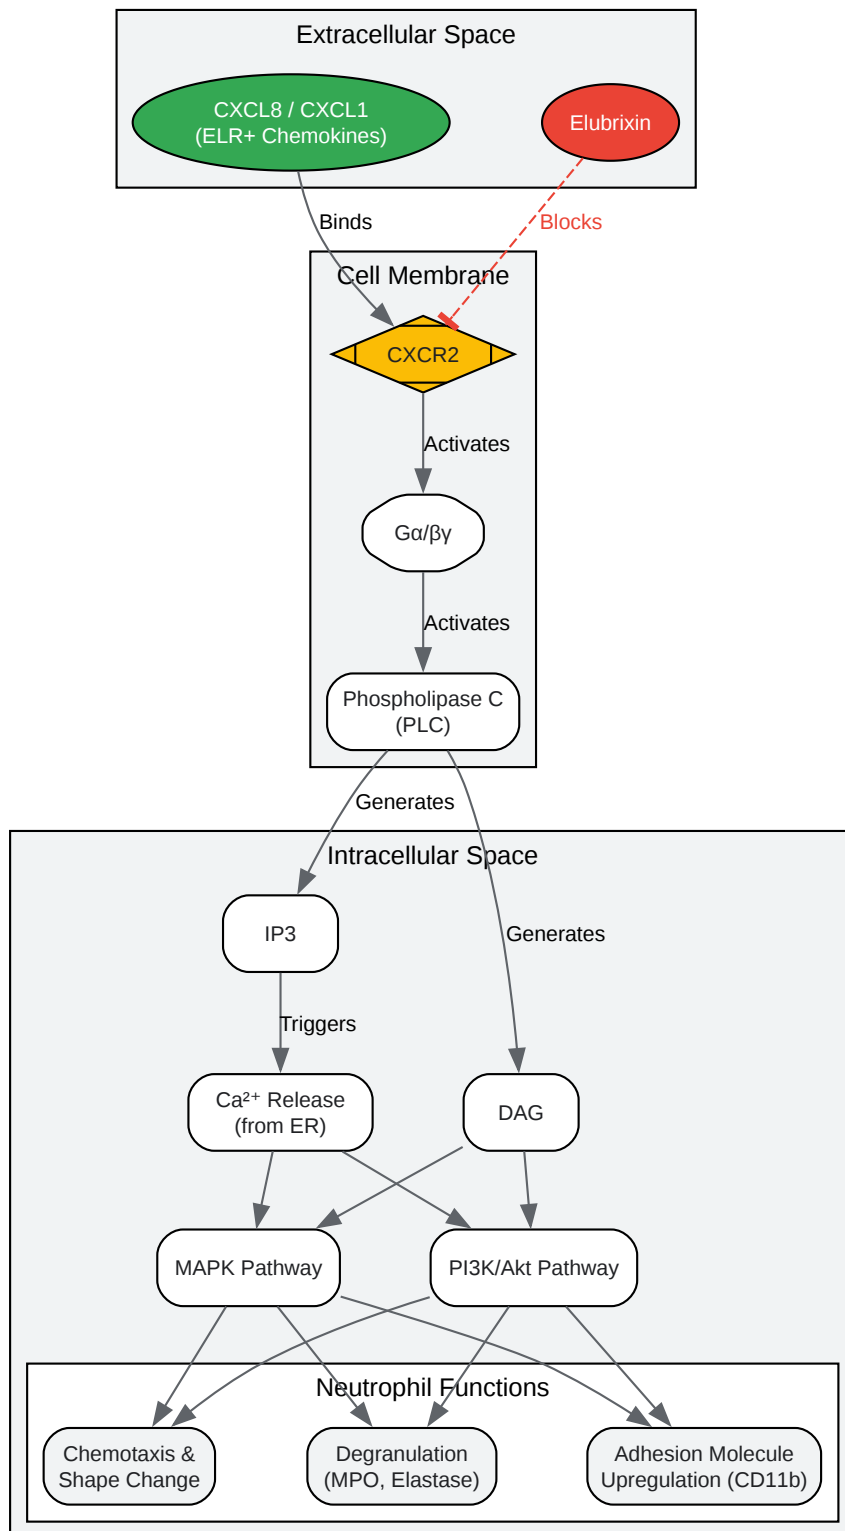 Extracellular Space
CXCL8 / CXCL1
(ELR+ Chemokines)
Elubrixin
Binds
Blocks
Cell Membrane
CXCR2
Activates
Gα/βγ
Activates
Phospholipase C
(PLC)
Generates
Intracellular Space
IP3
Generates
Triggers
Ca²⁺ Release
(from ER)
DAG
MAPK Pathway
PI3K/Akt Pathway
Neutrophil Functions
Chemotaxis &
Shape Change
Degranulation
(MPO, Elastase)
Adhesion Molecule
Upregulation (CD11b)